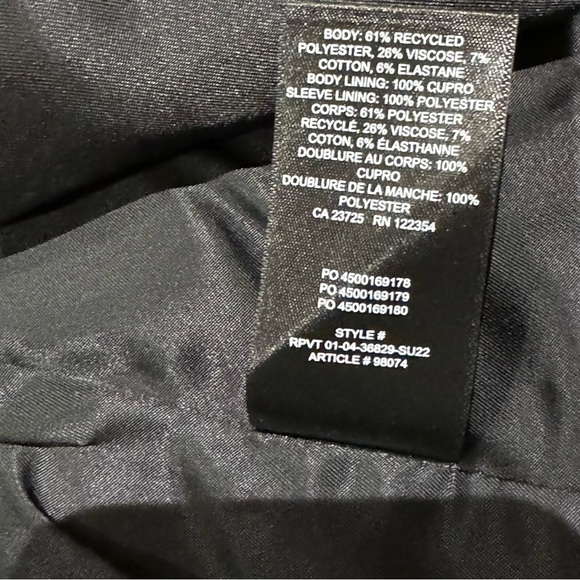 BODY: 61% RECYCLED
POLYESTER, 26% VISCOSE, 7%
COTTON, 6% ELASTANE
BODY LINING: 100% CUPRO
SLEEVE LINING: 100% POLYESTER
CORPS: 61% POLYESTER
RECYCLÉ, 26% VISCOSE, 7%
COTON, 6% ÉLASTHANNE
DOUBLURE AU CORPS: 100%
CUPRO
DOUBLURE DE LA MANCHE: 100%
POLYESTER
CA 23725 RN 122354
PO 4500169178
PO 4500169179
PO 4500169180
STYLE #
RPVT 01-04-36829-SU22
ARTICLE # 98074